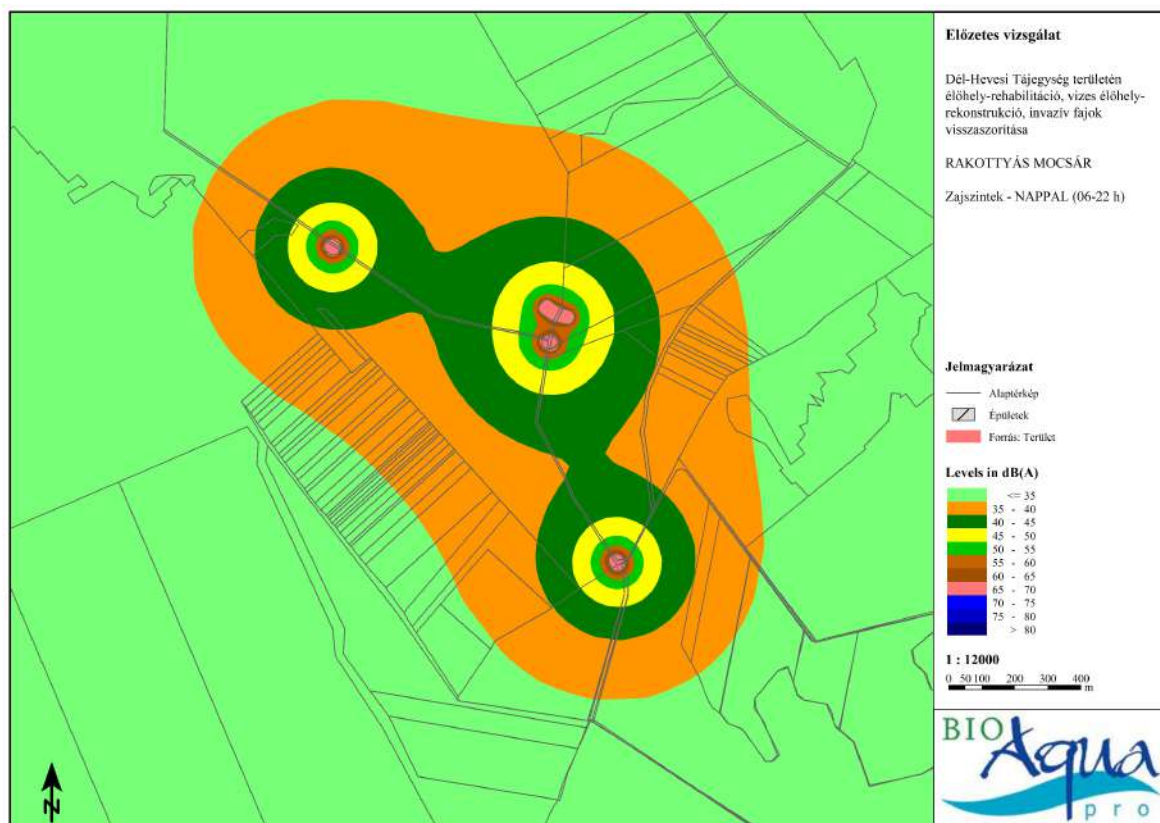 Előzetes vizsgálat
Dél-Hevesi Tájegység területén
élőhely-rehabilitáció, vizes élőhely-
rekonstrukció, invazív fajok
visszaszorítása
RAKOTTYÁS MOCSÁR
Zajszintek - NAPPAL (06-22 h)
Jelmagyarázat
Alaptérkép
Épületek
Forrás: Terület
Levels in dB(A)
<= 35
35 - 40
40 - 45
45 - 50
50 - 55
55 - 60
60 - 65
65 - 70
70 - 75
75 - 80
> 80
1 : 12000
0 50 100 200 300 400
m
BIO
Aqua
pro
N